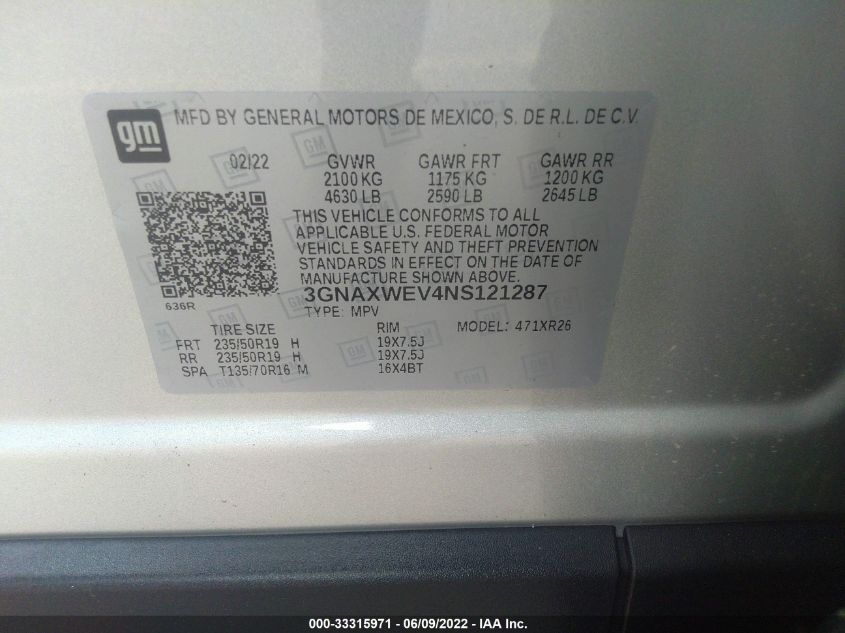 gm MFD BY GENERAL MOTORS DE MEXICO, S. DE R.L. DE C.V.
02/22 GVWR GAWR FRT GAWR RR
2100 KG 1175 KG 1200 KG
4630 LB 2590 LB 2645 LB
THIS VEHICLE CONFORMS TO ALL
APPLICABLE U.S. FEDERAL MOTOR
VEHICLE SAFETY AND THEFT PREVENTION
STANDARDS IN EFFECT ON THE DATE OF
MANUFACTURE SHOWN ABOVE.
3GNAXWEV4NS121287
636R
TYPE: MPV
TIRE SIZE RIM MODEL: 471XR26
FRT 235/50R19 H 19X7.5J
RR 235/50R19 H 19X7.5J
SPA T135/70R16 M 16X4BT
000-33315971 - 06/09/2022 - IAA Inc.